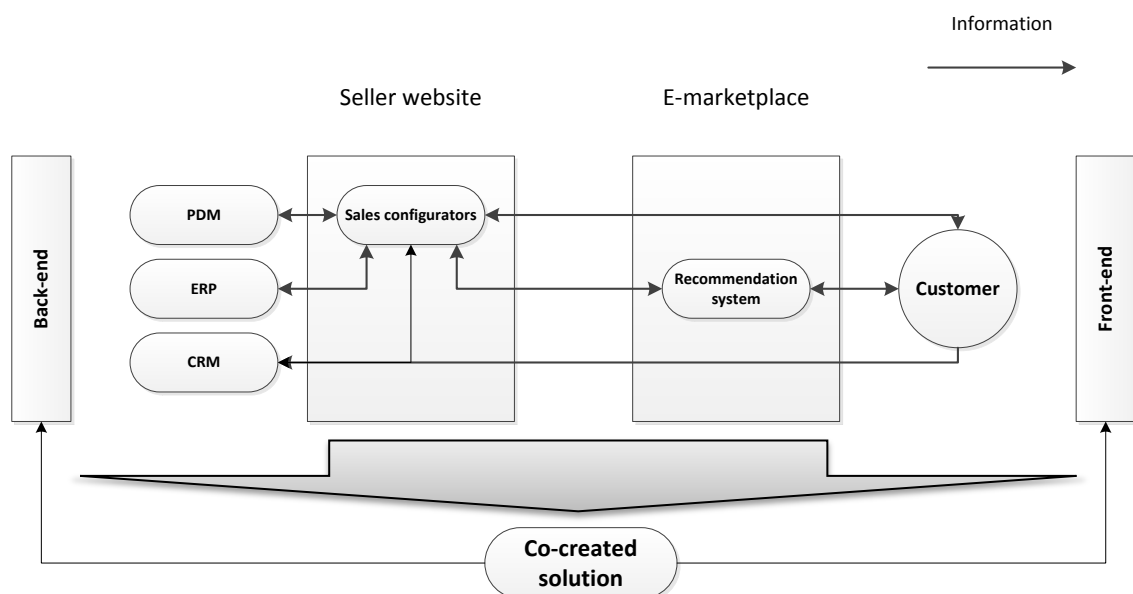 Information
Seller website
E-marketplace
Back-end
PDM
Sales configurators
ERP
Recommendation
system
Customer
CRM
Front-end
Co-created
solution